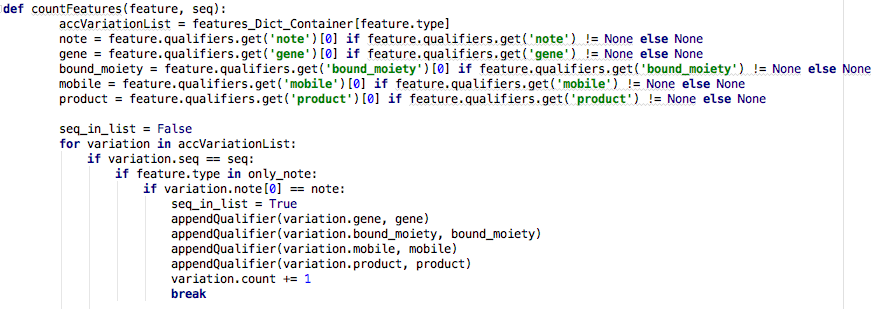 def countFeatures(feature, seq):
        accVariationList = features_Dict_Container[feature.type]
        note = feature.qualifiers.get('note')[0] if feature.qualifiers.get('note') != None else None
        gene = feature.qualifiers.get('gene')[0] if feature.qualifiers.get('gene') != None else None
        bound_moiety = feature.qualifiers.get('bound_moiety')[0] if feature.qualifiers.get('bound_moiety') != None else None
        mobile = feature.qualifiers.get('mobile')[0] if feature.qualifiers.get('mobile') != None else None
        product = feature.qualifiers.get('product')[0] if feature.qualifiers.get('product') != None else None

        seq_in_list = False
        for variation in accVariationList:
            if variation.seq == seq:
                if feature.type in only_note:
                    if variation.note[0] == note:
                        seq_in_list = True
                        appendQualifier(variation.gene, gene)
                        appendQualifier(variation.bound_moiety, bound_moiety)
                        appendQualifier(variation.mobile, mobile)
                        appendQualifier(variation.product, product)
                        variation.count += 1
                        break